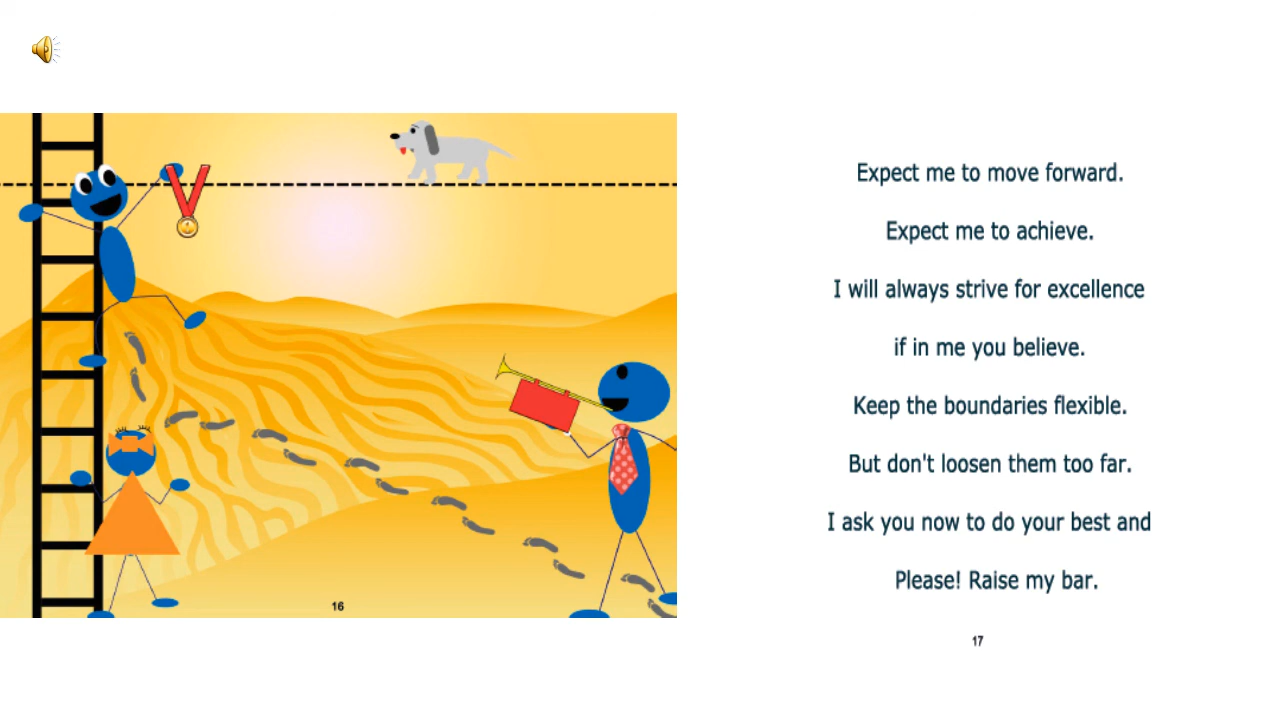 16
Expect me to move forward.
Expect me to achieve.
I will always strive for excellence
if in me you believe.
Keep the boundaries flexible.
But don't loosen them too far.
I ask you now to do your best and
Please! Raise my bar.
17